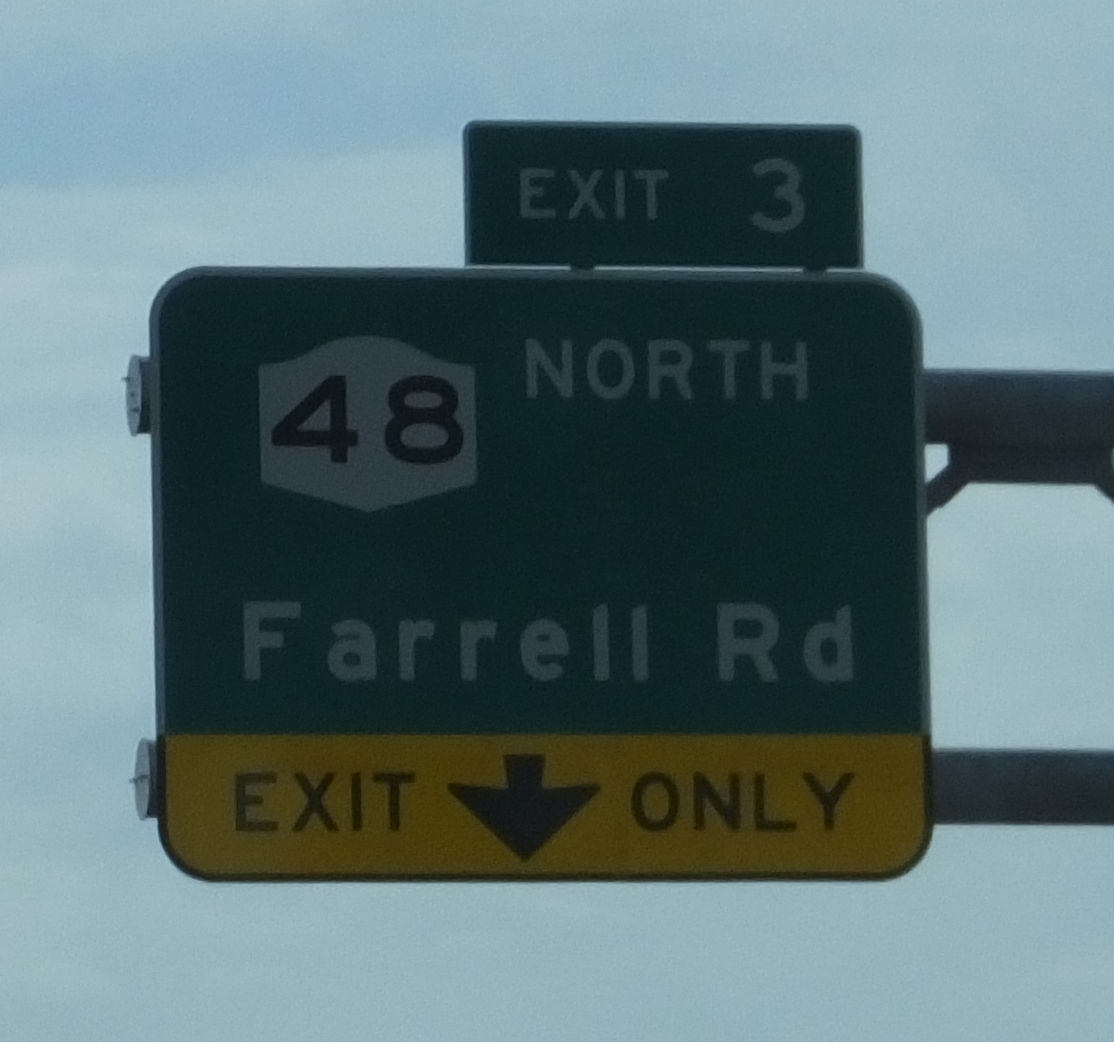 EXIT 3
48 NORTH
Farrell Rd
EXIT ONLY